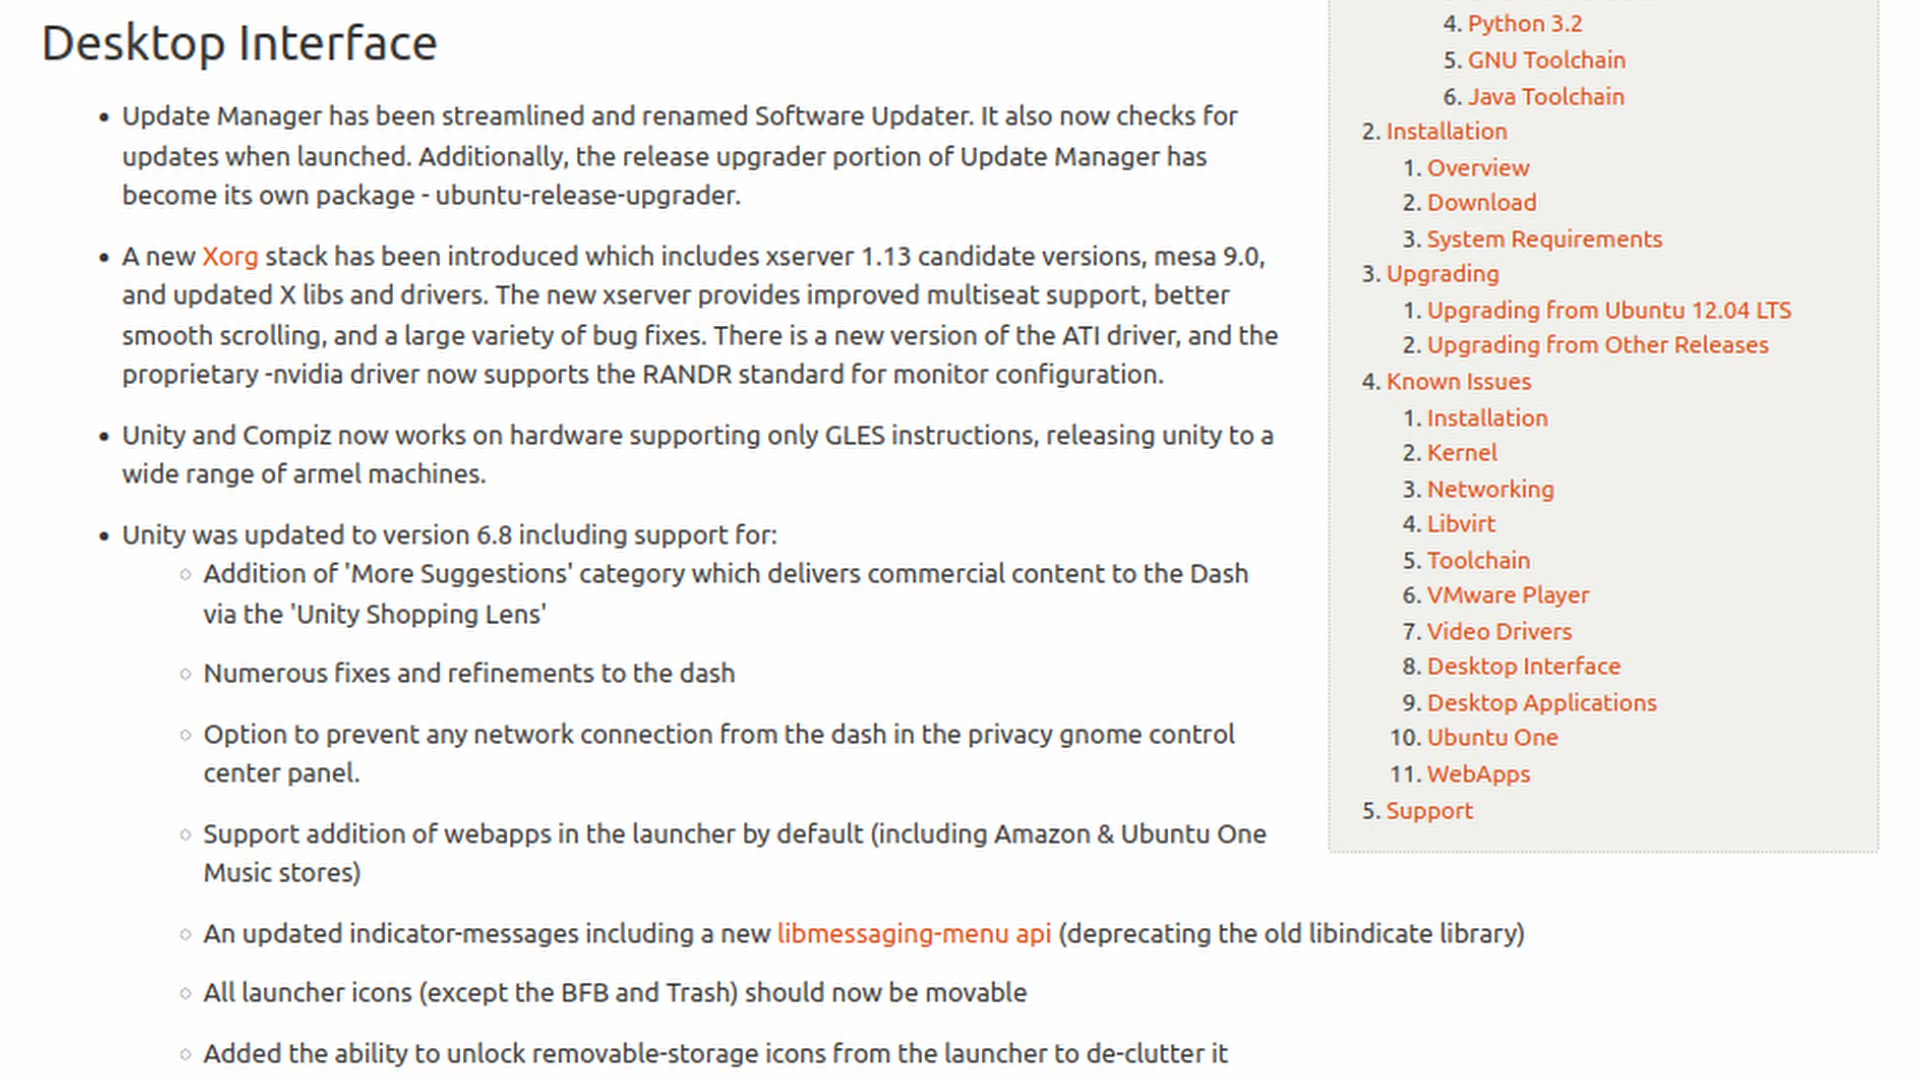 Desktop Interface
• Update Manager has been streamlined and renamed Software Updater. It also now checks for
updates when launched. Additionally, the release upgrader portion of Update Manager has
become its own package - ubuntu-release-upgrader.
• A new Xorg stack has been introduced which includes xserver 1.13 candidate versions, mesa 9.0,
and updated X libs and drivers. The new xserver provides improved multiseat support, better
smooth scrolling, and a large variety of bug fixes. There is a new version of the ATI driver, and the
proprietary -nvidia driver now supports the RANDR standard for monitor configuration.
• Unity and Compiz now works on hardware supporting only GLES instructions, releasing unity to a
wide range of armel machines.
• Unity was updated to version 6.8 including support for:
◦ Addition of 'More Suggestions' category which delivers commercial content to the Dash
via the 'Unity Shopping Lens'
◦ Numerous fixes and refinements to the dash
◦ Option to prevent any network connection from the dash in the privacy gnome control
center panel.
◦ Support addition of webapps in the launcher by default (including Amazon & Ubuntu One
Music stores)
◦ An updated indicator-messages including a new libmessaging-menu api (deprecating the old libindicate library)
◦ All launcher icons (except the BFB and Trash) should now be movable
◦ Added the ability to unlock removable-storage icons from the launcher to de-clutter it
4. Python 3.2
5. GNU Toolchain
6. Java Toolchain
2. Installation
1. Overview
2. Download
3. System Requirements
3. Upgrading
1. Upgrading from Ubuntu 12.04 LTS
2. Upgrading from Other Releases
4. Known Issues
1. Installation
2. Kernel
3. Networking
4. Libvirt
5. Toolchain
6. VMware Player
7. Video Drivers
8. Desktop Interface
9. Desktop Applications
10. Ubuntu One
11. WebApps
5. Support